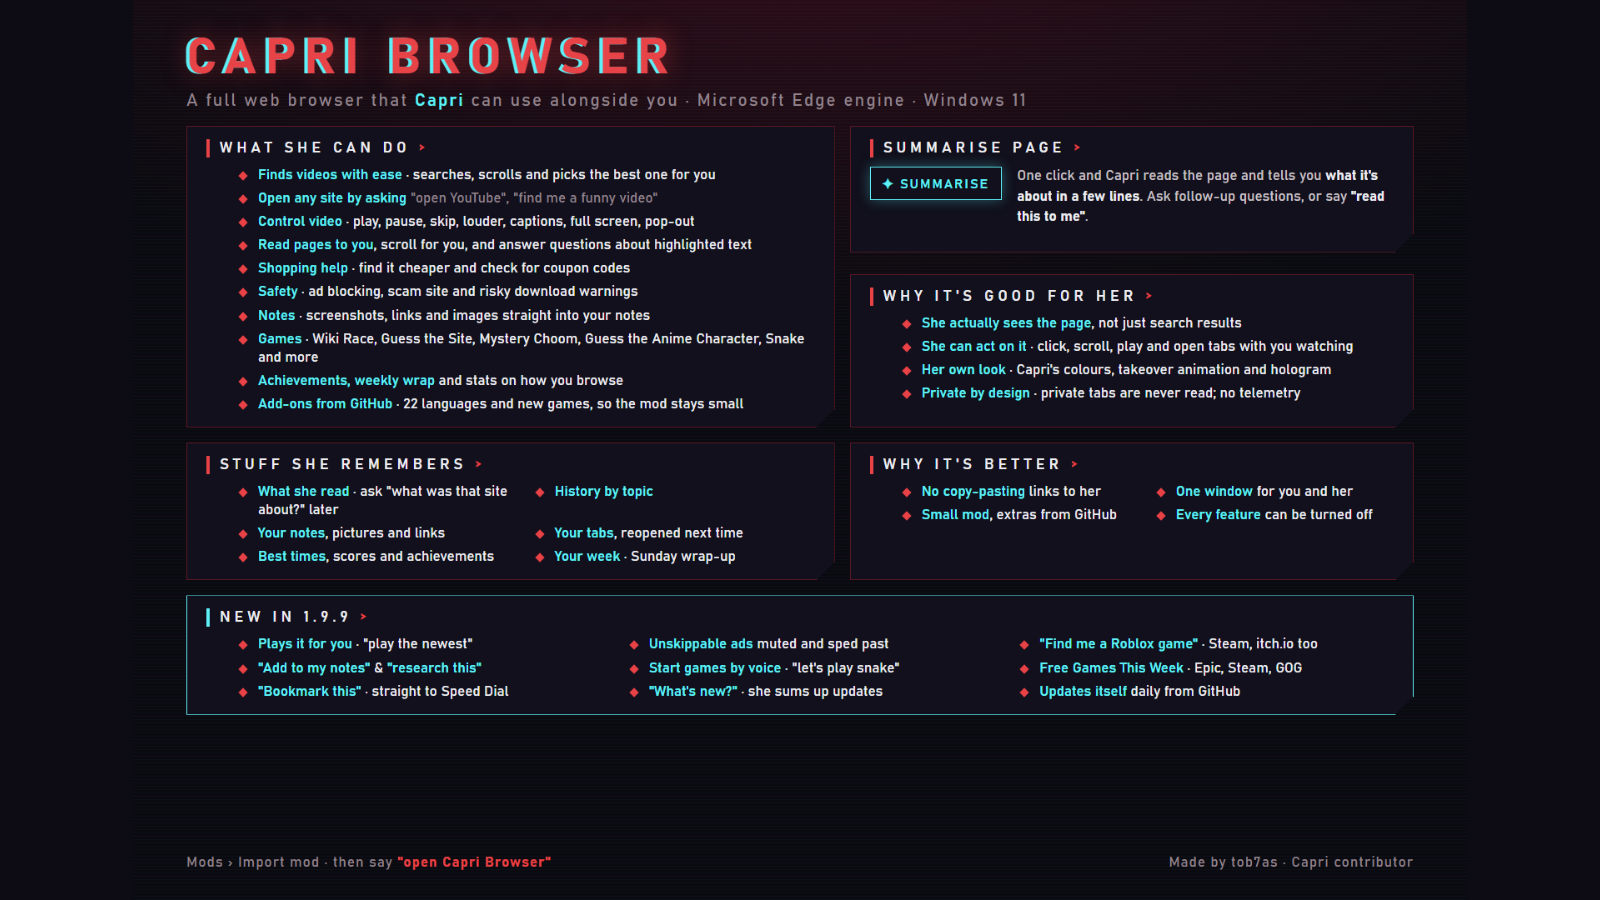 CAPRI BROWSER
A full web browser that Capri can use alongside you · Microsoft Edge engine · Windows 11
WHAT SHE CAN DO >
Finds videos with ease · searches, scrolls and picks the best one for you
Open any site by asking "open YouTube", "find me a funny video"
Control video · play, pause, skip, louder, captions, full screen, pop-out
Read pages to you, scroll for you, and answer questions about highlighted text
Shopping help · find it cheaper and check for coupon codes
Safety · ad blocking, scam site and risky download warnings
Notes · screenshots, links and images straight into your notes
Games · Wiki Race, Guess the Site, Mystery Choom, Guess the Anime Character, Snake
and more
Achievements, weekly wrap and stats on how you browse
Add-ons from GitHub · 22 languages and new games, so the mod stays small
SUMMARISE PAGE >
✦ SUMMARISE
One click and Capri reads the page and tells you what it's
about in a few lines. Ask follow-up questions, or say "read
this to me".
WHY IT'S GOOD FOR HER >
She actually sees the page, not just search results
She can act on it · click, scroll, play and open tabs with you watching
Her own look · Capri's colours, takeover animation and hologram
Private by design · private tabs are never read; no telemetry
STUFF SHE REMEMBERS >
What she read · ask "what was that site
about?" later
History by topic
Your notes, pictures and links
Your tabs, reopened next time
Best times, scores and achievements
Your week · Sunday wrap-up
WHY IT'S BETTER >
No copy-pasting links to her
One window for you and her
Small mod, extras from GitHub
Every feature can be turned off
NEW IN 1.9.9 >
Plays it for you · "play the newest"
Unskippable ads muted and sped past
"Find me a Roblox game" · Steam, itch.io too
"Add to my notes" & "research this"
Start games by voice · "let's play snake"
Free Games This Week · Epic, Steam, GOG
"Bookmark this" · straight to Speed Dial
"What's new?" · she sums up updates
Updates itself daily from GitHub
Mods › Import mod · then say "open Capri Browser"
Made by tob7as · Capri contributor